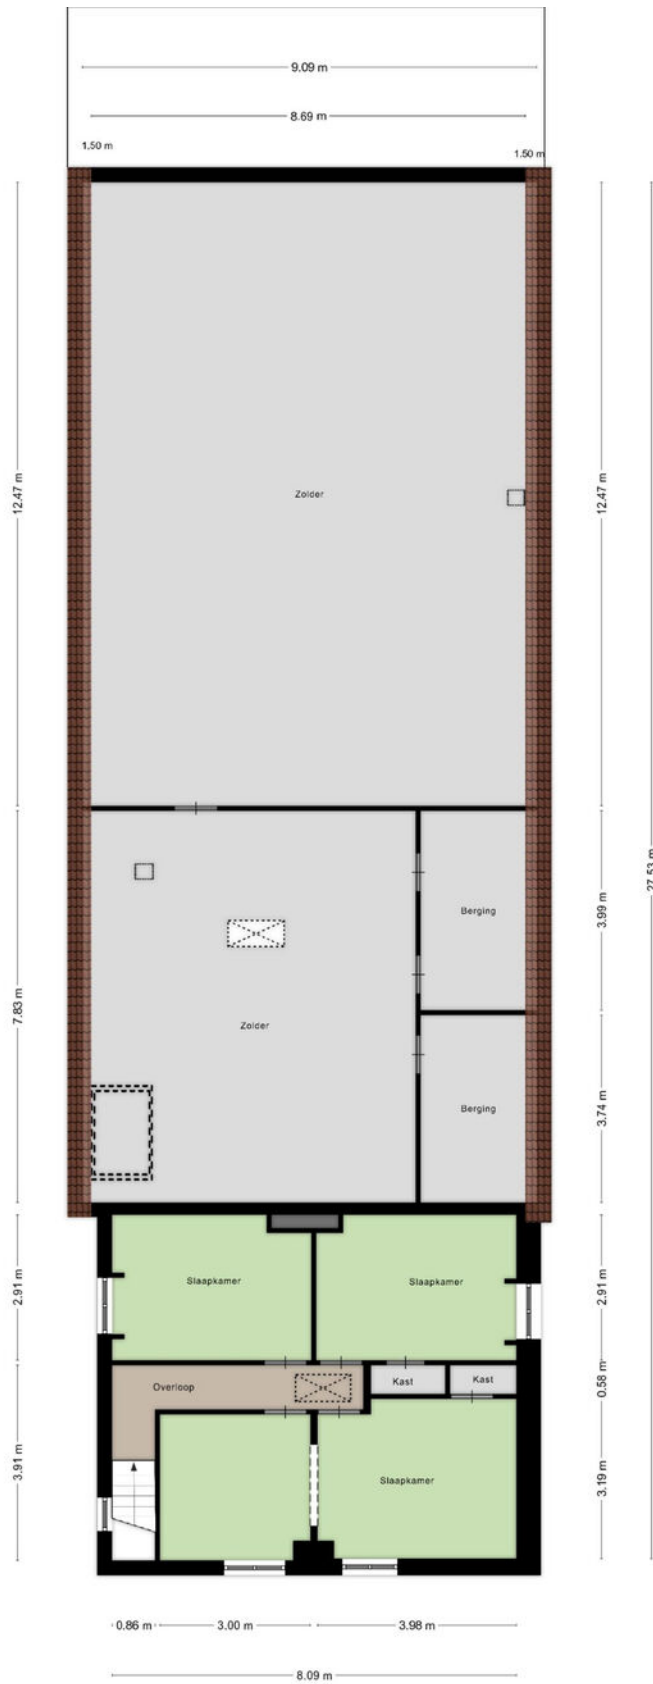 9.09 m
8.69 m
1.50 m
1.50 m
12.47 m
Zolder
12.47 m
27.53 m
Berging
3.99 m
7.83 m
Zolder
Berging
3.74 m
2.91 m
Slaapkamer
Slaapkamer
2.91 m
Overloop
Kast
Kast
0.58 m
3.91 m
Slaapkamer
3.19 m
0.86 m
3.00 m
3.98 m
8.09 m